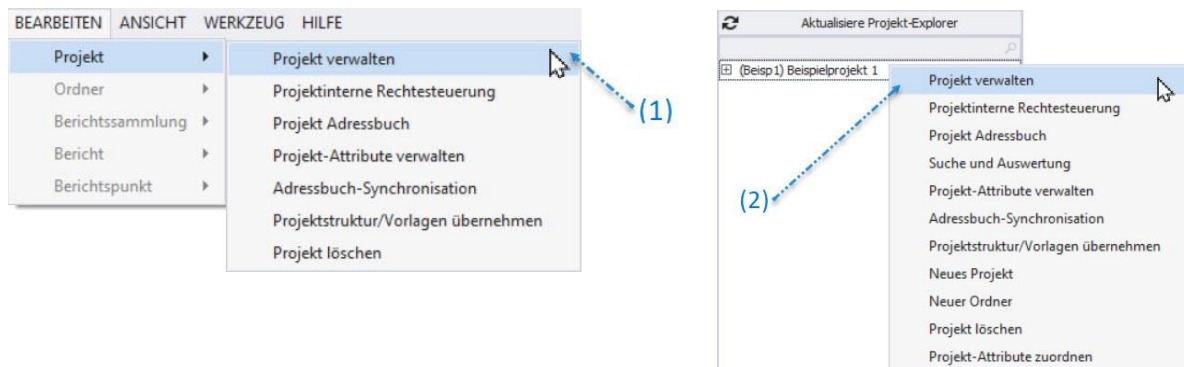 BEARBEITEN ANSICHT WERKZEUG HILFE
Projekt
Ordner
Berichtssammlung
Bericht
Berichtspunkt
Projekt verwalten
Projektinterne Rechtesteuerung
Projekt Adressbuch
Projekt-Attribute verwalten
Adressbuch-Synchronisation
Projektstruktur/Vorlagen übernehmen
Projekt löschen
(1)
Aktualisiere Projekt-Explorer
(Beisp1) Beispielprojekt 1
Projekt verwalten
Projektinterne Rechtesteuerung
Projekt Adressbuch
Suche und Auswertung
Projekt-Attribute verwalten
Adressbuch-Synchronisation
Projektstruktur/Vorlagen übernehmen
Neues Projekt
Neuer Ordner
Projekt löschen
Projekt-Attribute zuordnen
(2)